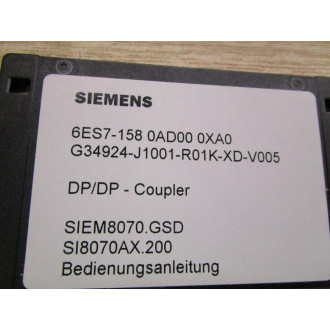 SIEMENS
6ES7-158 0AD00 0XA0
G34924-J1001-R01K-XD-V005
DP/DP - Coupler
SIEM8070.GSD
SI8070AX.200
Bedienungsanleitung